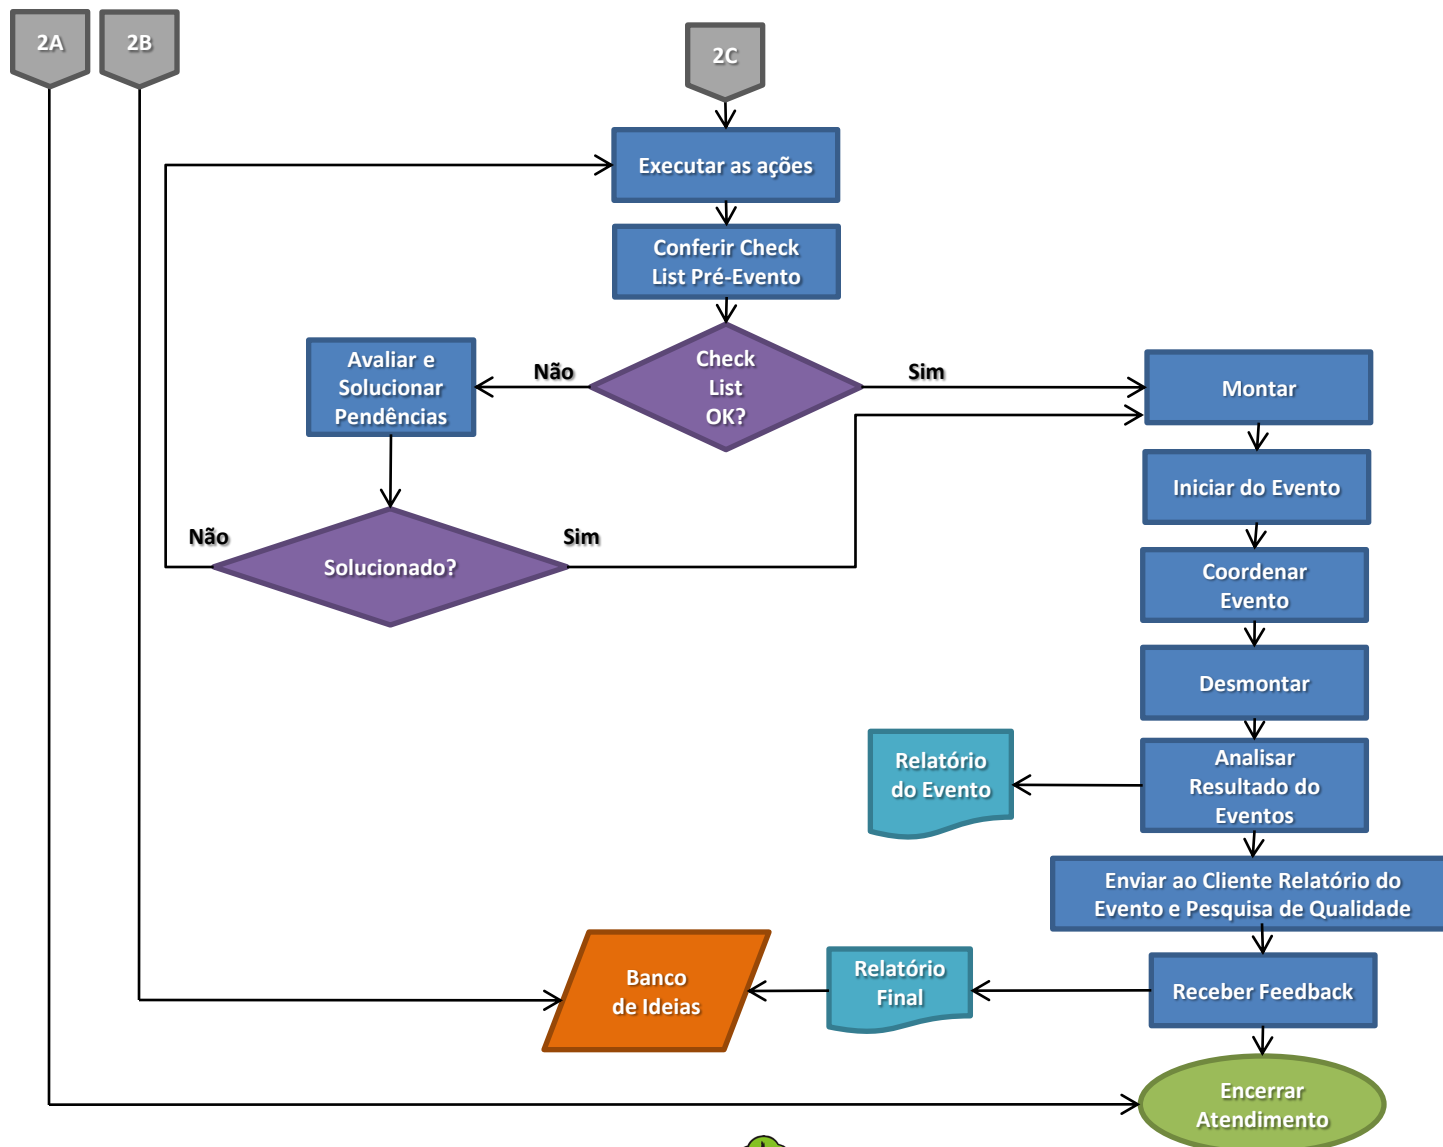 2A
2B
2C
Executar as ações
Conferir Check
List Pré-Evento
Check
List
OK?
Não
Sim
Avaliar e
Solucionar
Pendências
Montar
Iniciar do Evento
Não
Sim
Solucionado?
Coordenar
Evento
Desmontar
Analisar
Resultado do
Eventos
Relatório
do Evento
Enviar ao Cliente Relatório do
Evento e Pesquisa de Qualidade
Receber Feedback
Relatório
Final
Banco
de Ideias
Encerrar
Atendimento